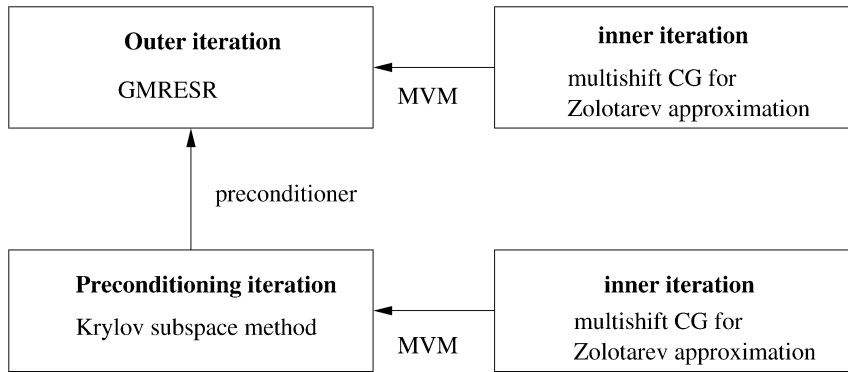 Outer iteration
GMRESR
MVM
inner iteration
multishift CG for
Zolotarev approximation
preconditioner
Preconditioning iteration
Krylov subspace method
MVM
inner iteration
multishift CG for
Zolotarev approximation